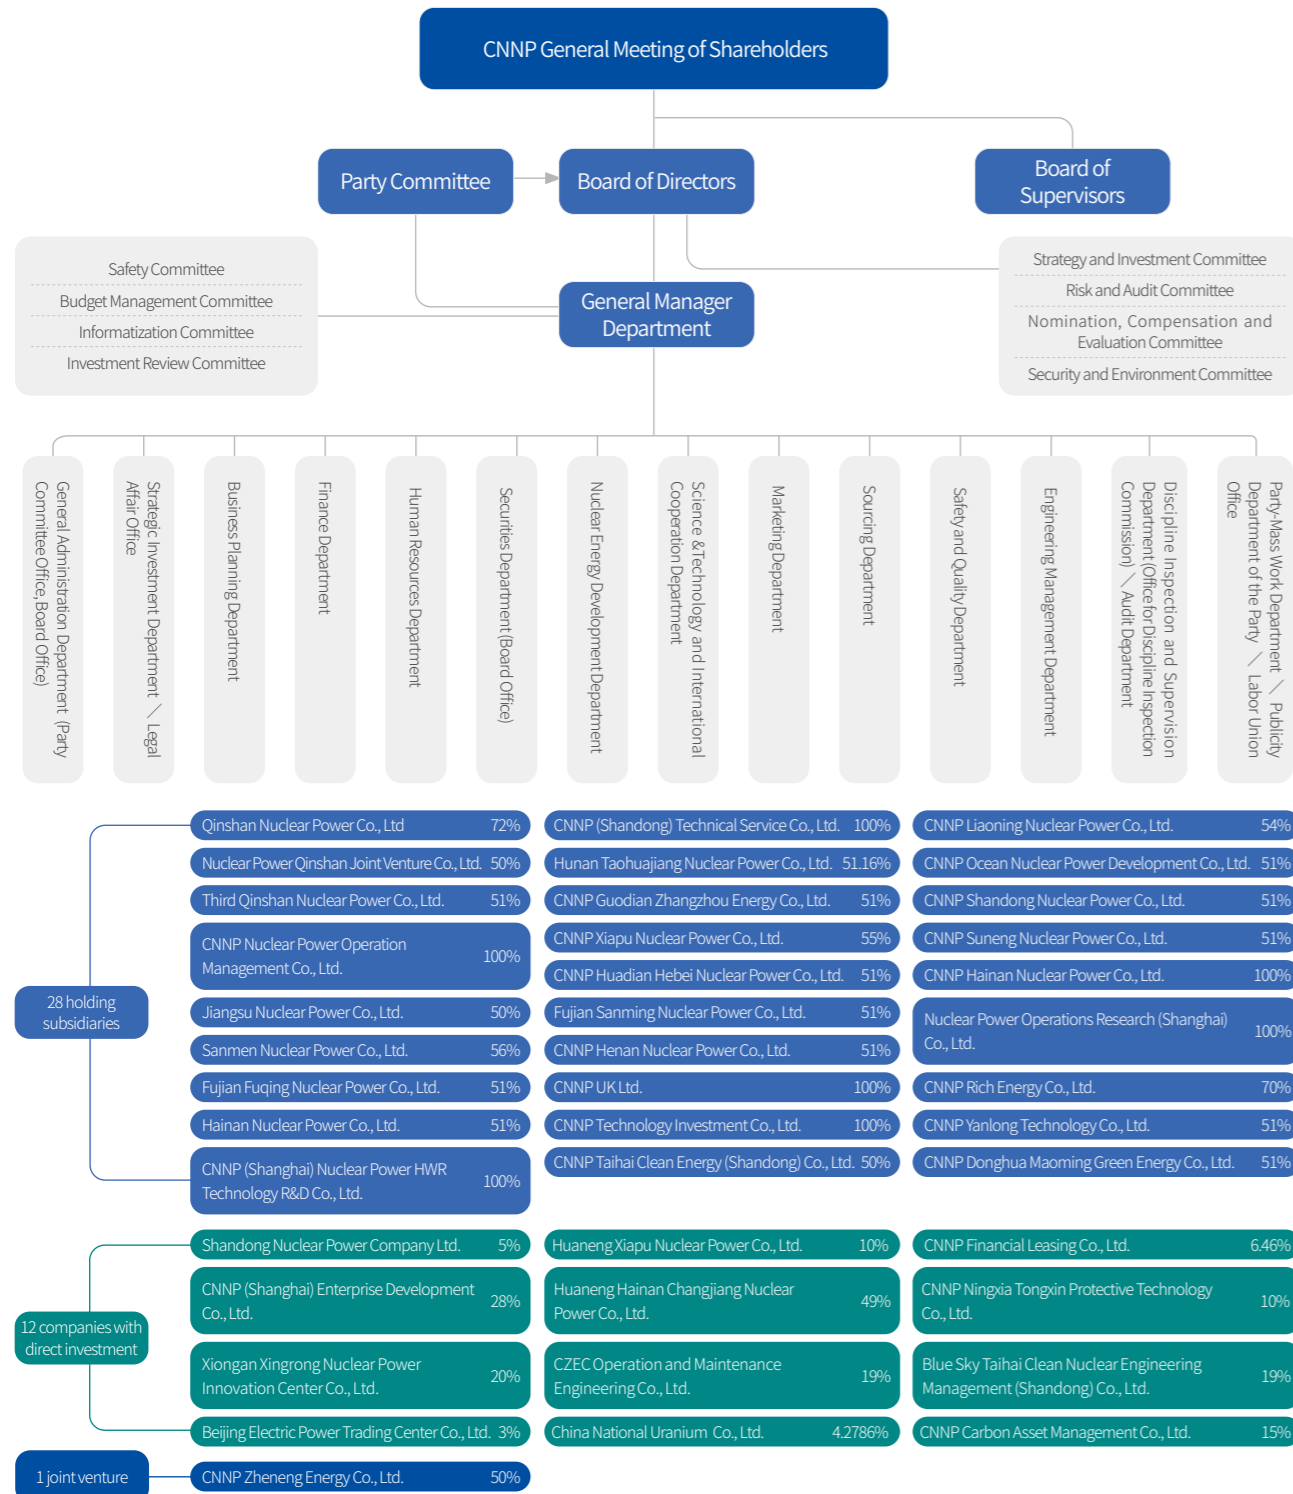 CNNP General Meeting of Shareholders
Party Committee
Board of Directors
Board of
Supervisors
Safety Committee
Budget Management Committee
Informatization Committee
Investment Review Committee
General Manager
Department
Strategy and Investment Committee
Risk and Audit Committee
Nomination, Compensation and
Evaluation Committee
Security and Environment Committee
General Administration Department (Party
Committee Office, Board Office)
Strategic Investment Department \ Legal
Affair Office
Business Planning Department
Finance Department
Human Resources Department
Securities Department (Board Office)
Nuclear Energy Development Department
Science &Technology and International
Cooperation Department
Marketing Department
Sourcing Department
Safety and Quality Department
Engineering Management Department
Discipline Inspection and Supervision
Department (Office for Discipline Inspection
Commission) \ Audit Department
Party-Mass Work Department \ Publicity
Department of the Party \ Labor Union
Office
28 holding
subsidiaries
Qinshan Nuclear Power Co., Ltd 72%
Nuclear Power Qinshan Joint Venture Co., Ltd. 50%
Third Qinshan Nuclear Power Co., Ltd. 51%
CNNP Nuclear Power Operation
Management Co., Ltd. 100%
Jiangsu Nuclear Power Co., Ltd. 50%
Sanmen Nuclear Power Co., Ltd. 56%
Fujian Fuqing Nuclear Power Co., Ltd. 51%
Hainan Nuclear Power Co., Ltd. 51%
CNNP (Shanghai) Nuclear Power HWR
Technology R&D Co., Ltd. 100%
CNNP (Shandong) Technical Service Co., Ltd. 100%
Hunan Taohuajiang Nuclear Power Co., Ltd. 51.16%
CNNP Guodian Zhangzhou Energy Co., Ltd. 51%
CNNP Xiapu Nuclear Power Co., Ltd. 55%
CNNP Huadian Hebei Nuclear Power Co., Ltd. 51%
Fujian Sanming Nuclear Power Co., Ltd. 51%
CNNP Henan Nuclear Power Co., Ltd. 51%
CNNP UK Ltd. 100%
CNNP Technology Investment Co., Ltd. 100%
CNNP Taihai Clean Energy (Shandong) Co., Ltd. 50%
CNNP Liaoning Nuclear Power Co., Ltd. 54%
CNNP Ocean Nuclear Power Development Co., Ltd. 51%
CNNP Shandong Nuclear Power Co., Ltd. 51%
CNNP Suneng Nuclear Power Co., Ltd. 51%
CNNP Hainan Nuclear Power Co., Ltd. 100%
Nuclear Power Operations Research (Shanghai)
Co., Ltd. 100%
CNNP Rich Energy Co., Ltd. 70%
CNNP Yanlong Technology Co., Ltd. 51%
CNNP Donghua Maoming Green Energy Co., Ltd. 51%
12 companies with
direct investment
Shandong Nuclear Power Company Ltd. 5%
CNNP (Shanghai) Enterprise Development
Co., Ltd. 28%
Xiongan Xingrong Nuclear Power
Innovation Center Co., Ltd. 20%
Beijing Electric Power Trading Center Co., Ltd. 3%
Huaneng Xiapu Nuclear Power Co., Ltd. 10%
Huaneng Hainan Changjiang Nuclear
Power Co., Ltd. 49%
CZEC Operation and Maintenance
Engineering Co., Ltd. 19%
China National Uranium Co., Ltd. 4.2786%
CNNP Financial Leasing Co., Ltd. 6.46%
CNNP Ningxia Tongxin Protective Technology
Co., Ltd. 10%
Blue Sky Taihai Clean Nuclear Engineering
Management (Shandong) Co., Ltd. 19%
CNNP Carbon Asset Management Co., Ltd. 15%
1 joint venture
CNNP Zheneng Energy Co., Ltd. 50%